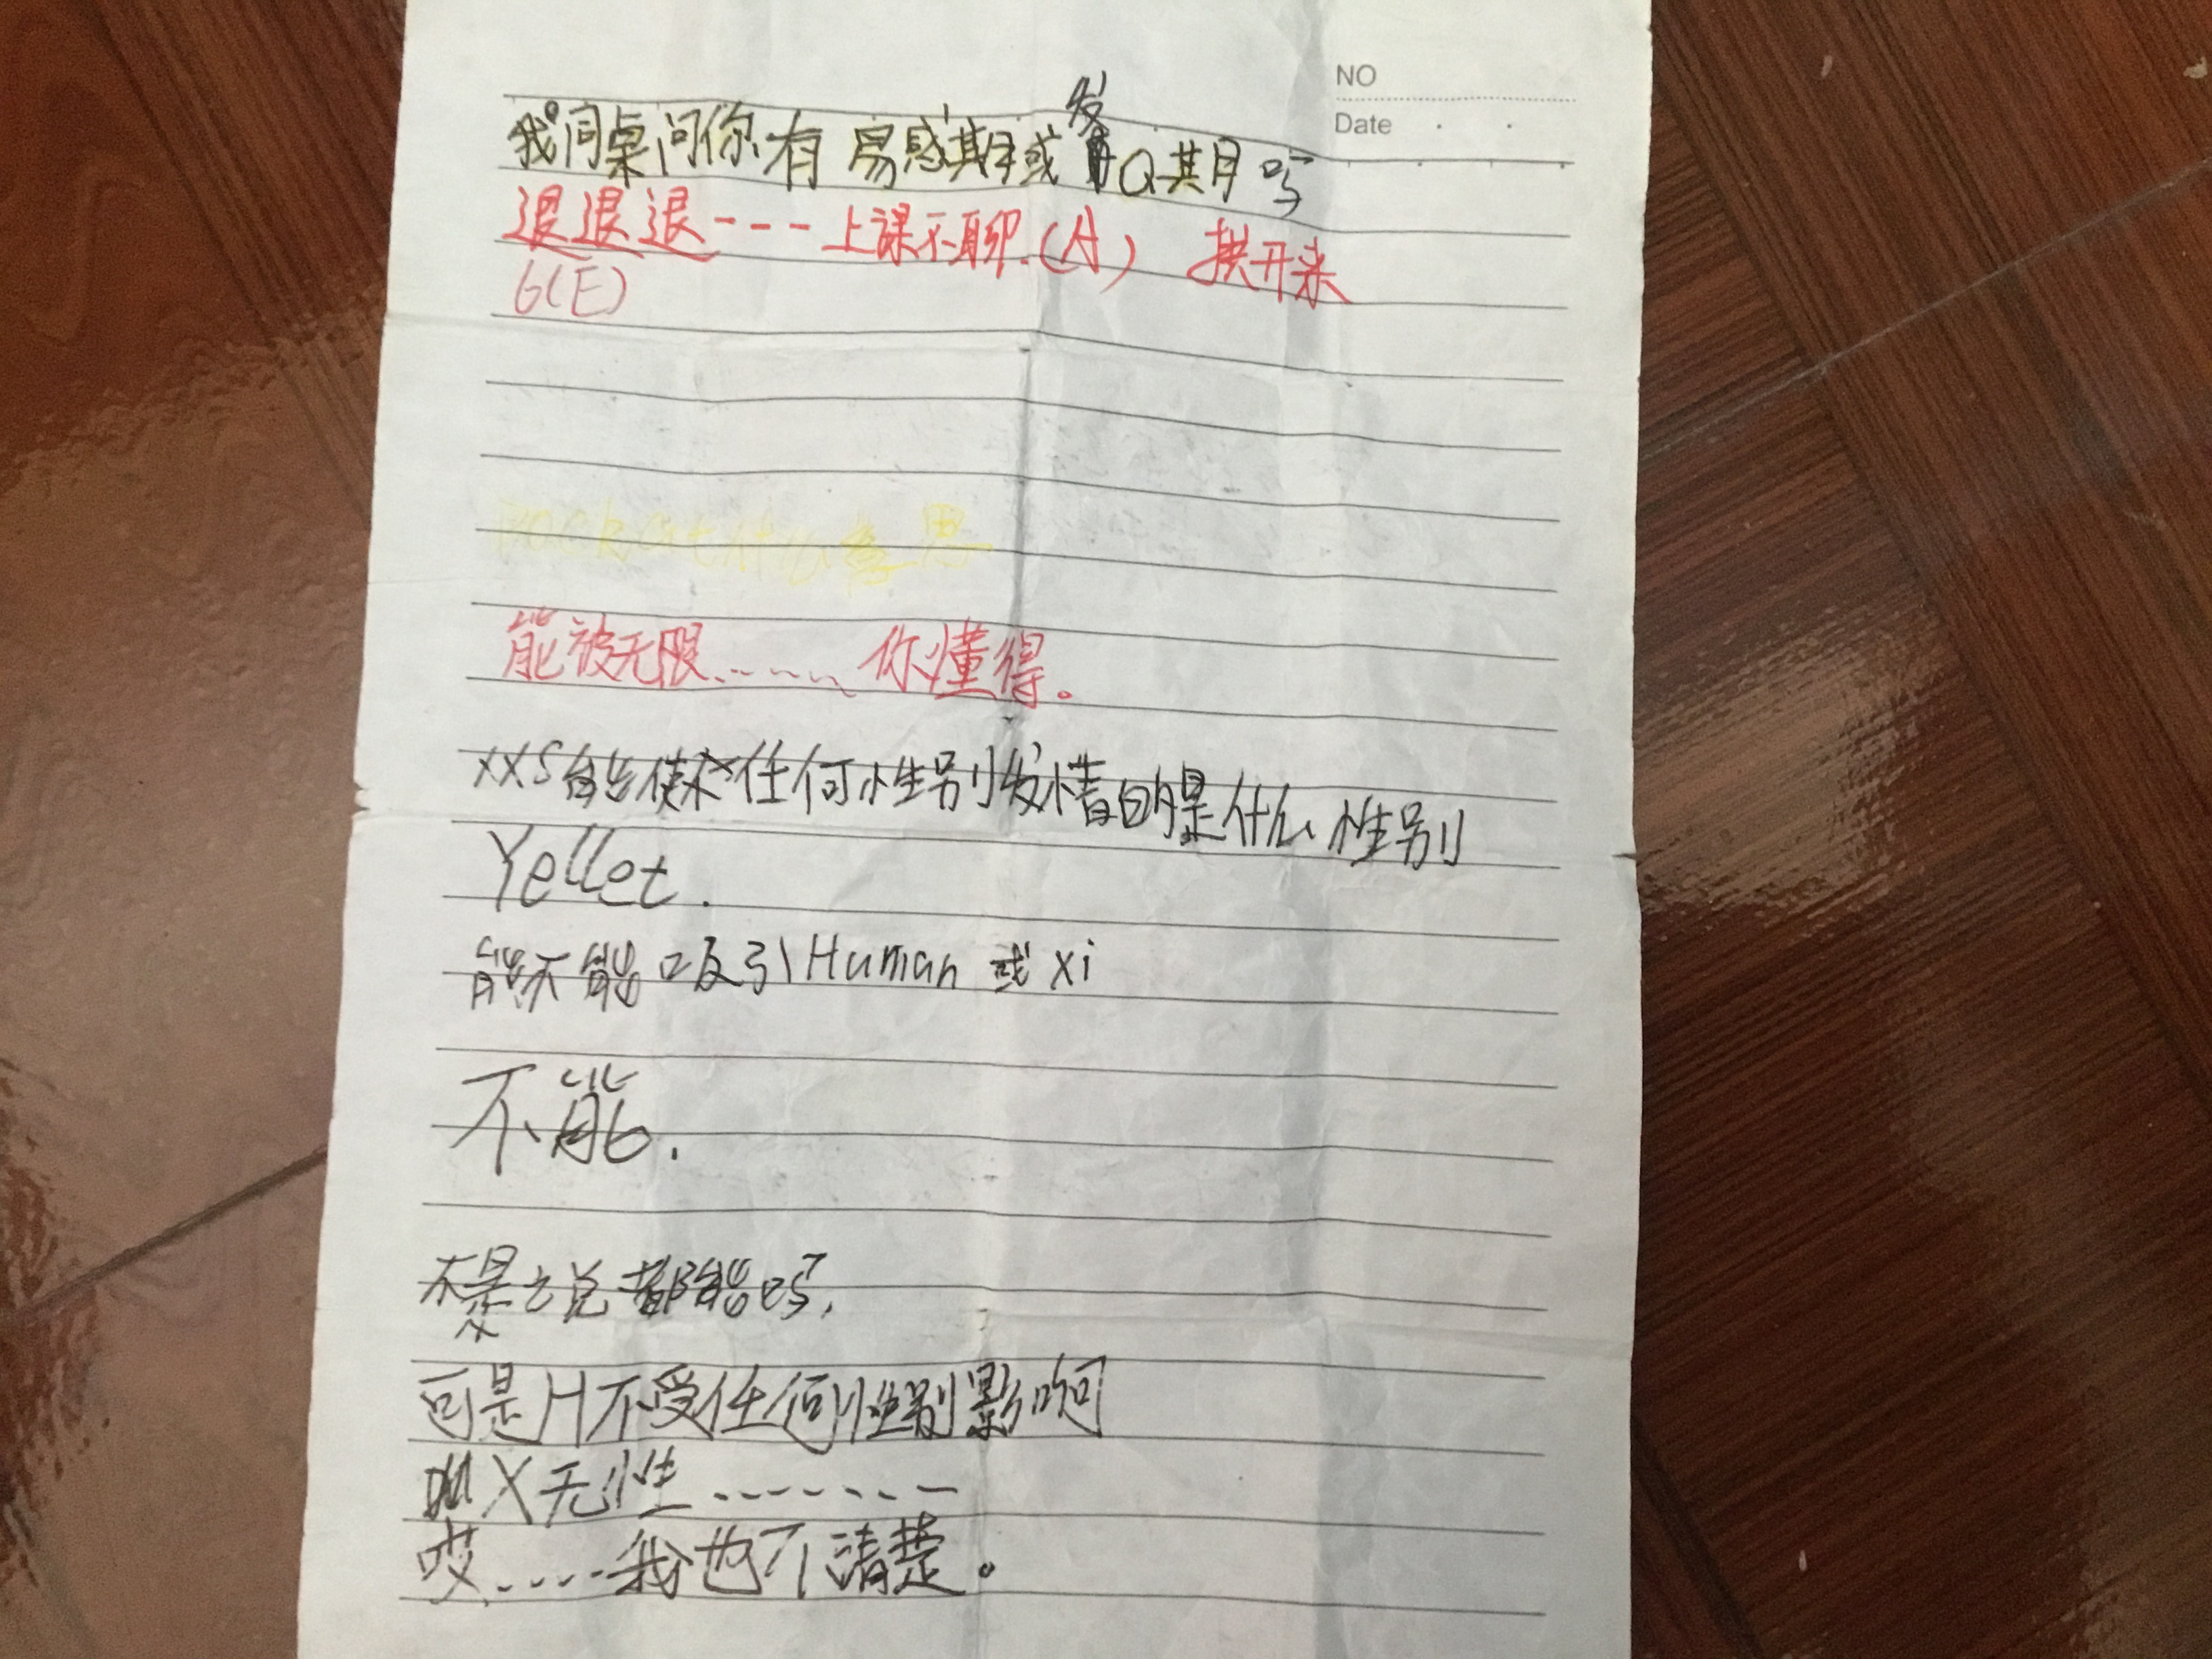 NO
Date
我同桌问你有易感期或发Q期吗
退退退---上课不聊.(A) 拱开来
6(E)
什么意思
能被无限......你懂得。
XXS能使任何性别发情的是什么性别
Yellet.
能不能吸引Human或xi
不能.
不是说都能吗,
可是H不受任何性别影响
X无性-------
哎.....我也不清楚。